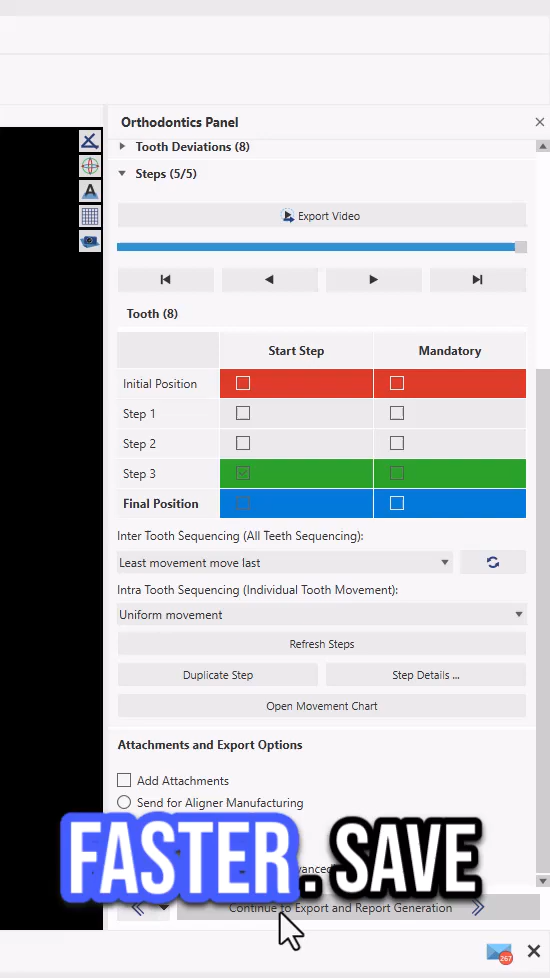 Orthodontics Panel
Tooth Deviations (8)
Steps (5/5)
Export Video
Tooth (8)
Start Step Mandatory
Initial Position
Step 1
Step 2
Step 3
Final Position
Inter Tooth Sequencing (All Teeth Sequencing):
Least movement move last
Intra Tooth Sequencing (Individual Tooth Movement):
Uniform movement
Refresh Steps
Duplicate Step Step Details ...
Open Movement Chart
Attachments and Export Options
Add Attachments
Send for Aligner Manufacturing
FASTER. SAVE
Continue to Export and Report Generation
267